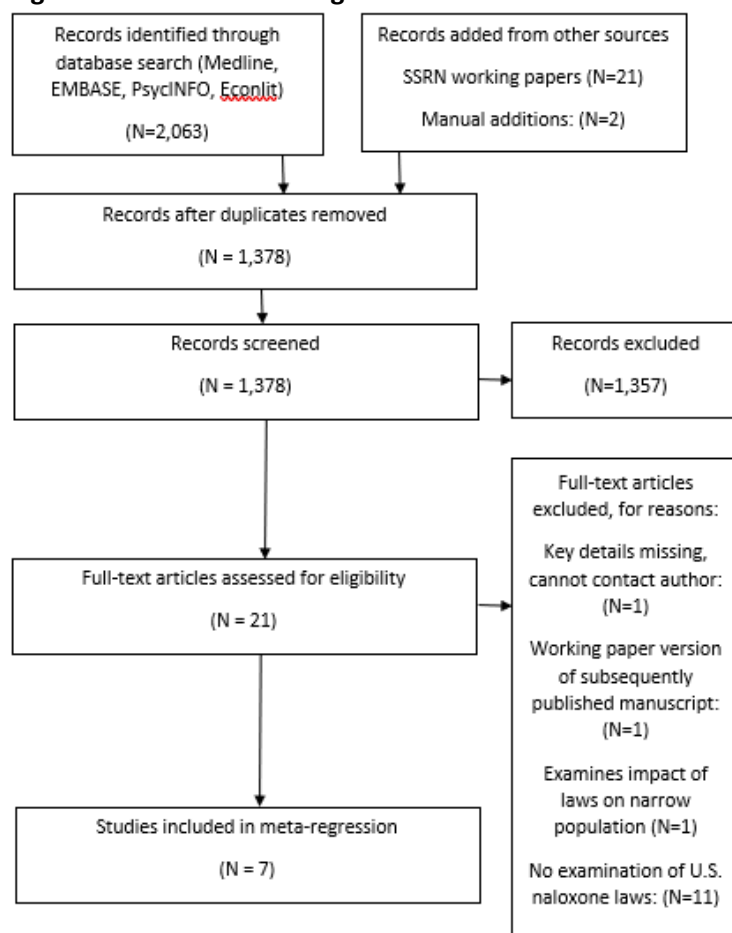 Records identified through
database search (Medline,
EMBASE, PsycINFO, Econlit)
(N=2,063)
Records added from other sources
SSRN working papers (N=21)
Manual additions: (N=2)
Records after duplicates removed
(N = 1,378)
Records screened
(N = 1,378)
Records excluded
(N=1,357)
Full-text articles assessed for eligibility
(N = 21)
Full-text articles
excluded, for reasons:
Key details missing,
cannot contact author:
(N=1)
Working paper version
of subsequently
published manuscript:
(N=1)
Examines impact of
laws on narrow
population (N=1)
No examination of U.S.
naloxone laws: (N=11)
Studies included in meta-regression
(N = 7)